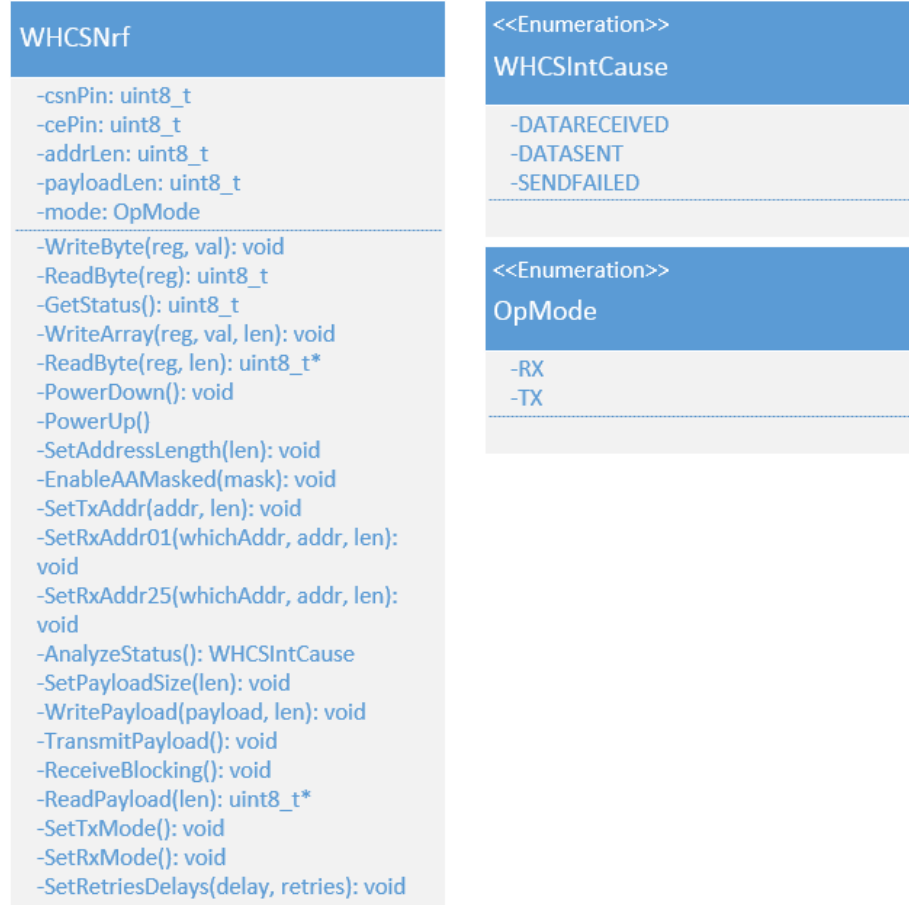 WHCSNrf
-csnPin: uint8_t
-cePin: uint8_t
-addrLen: uint8_t
-payloadLen: uint8_t
-mode: OpMode
-WriteByte(reg, val): void
-ReadByte(reg): uint8_t
-GetStatus(): uint8_t
-WriteArray(reg, val, len): void
-ReadByte(reg, len): uint8_t*
-PowerDown(): void
-PowerUp()
-SetAddressLength(len): void
-EnableAAMasked(mask): void
-SetTxAddr(addr, len): void
-SetRxAddr01(whichAddr, addr, len):
void
-SetRxAddr25(whichAddr, addr, len):
void
-AnalyzeStatus(): WHCSIntCause
-SetPayloadSize(len): void
-WritePayload(payload, len): void
-TransmitPayload(): void
-ReceiveBlocking(): void
-ReadPayload(len): uint8_t*
-SetTxMode(): void
-SetRxMode(): void
-SetRetriesDelays(delay, retries): void
<<Enumeration>>
WHCSIntCause
-DATARECEIVED
-DATASENT
-SENDFAILED
<<Enumeration>>
OpMode
-RX
-TX